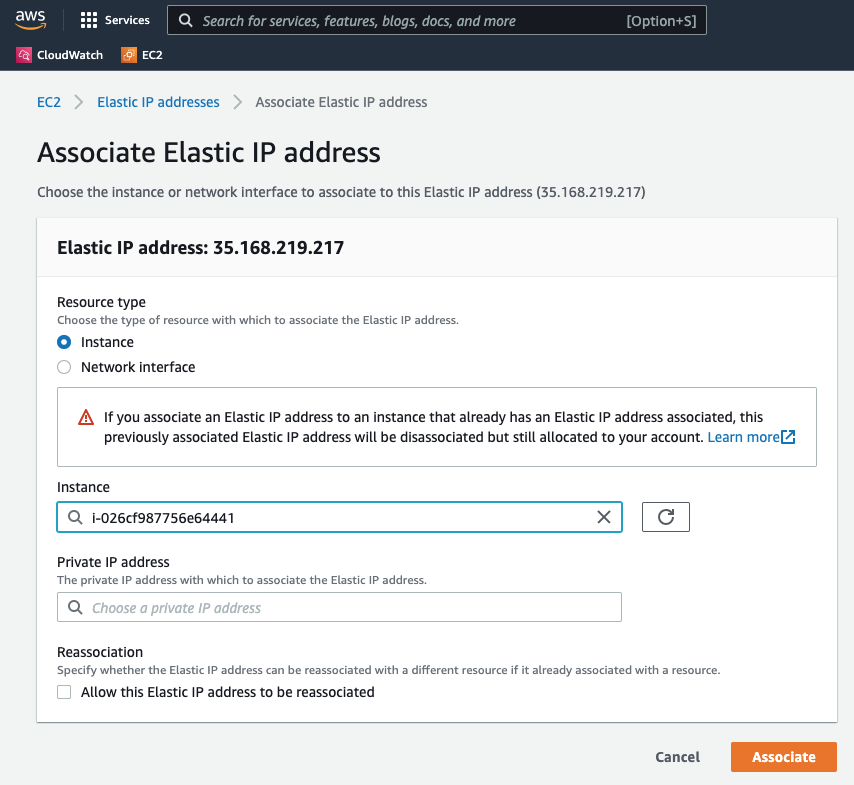 aws
Services
Search for services, features, blogs, docs, and more [Option+S]
CloudWatch EC2
EC2 Elastic IP addresses Associate Elastic IP address
Associate Elastic IP address
Choose the instance or network interface to associate to this Elastic IP address (35.168.219.217)
Elastic IP address: 35.168.219.217
Resource type
Choose the type of resource with which to associate the Elastic IP address.
Instance
Network interface
If you associate an Elastic IP address to an instance that already has an Elastic IP address associated, this
previously associated Elastic IP address will be disassociated but still allocated to your account. Learn more
Instance
i-026cf987756e64441
Private IP address
The private IP address with which to associate the Elastic IP address.
Choose a private IP address
Reassociation
Specify whether the Elastic IP address can be reassociated with a different resource if it already associated with a resource.
Allow this Elastic IP address to be reassociated
Cancel Associate